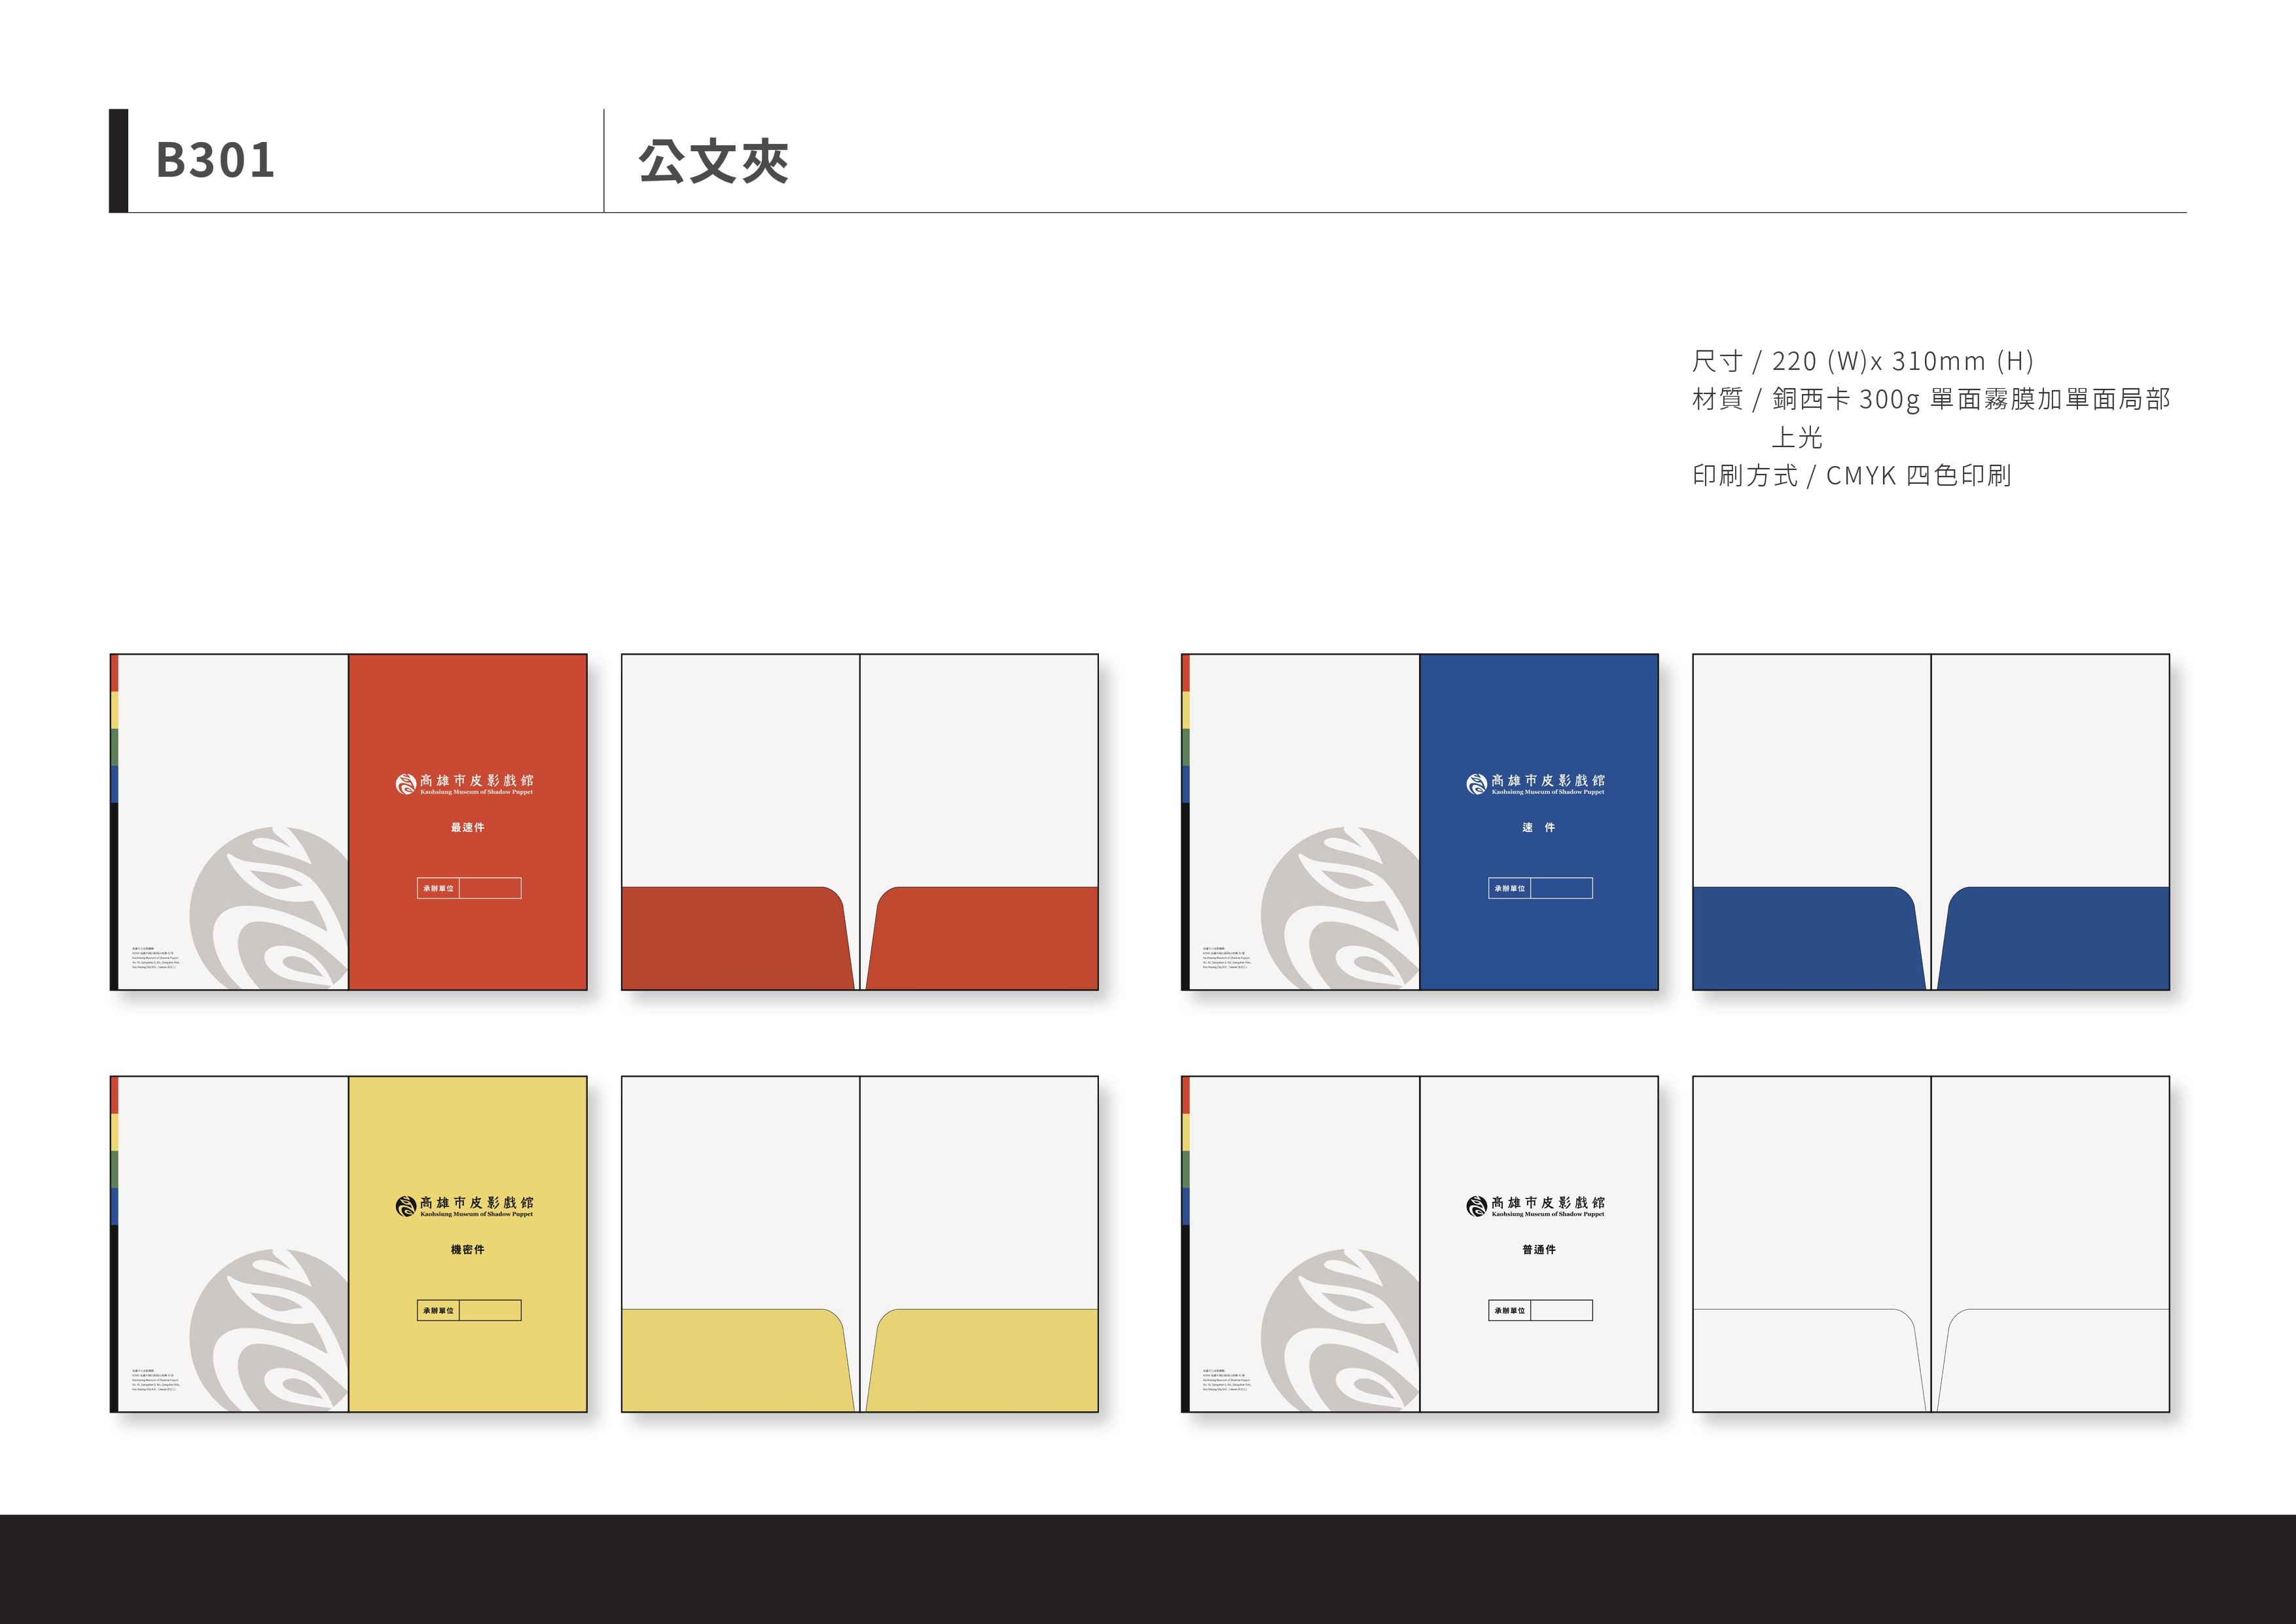 B301
公文夾
尺寸 / 220 (W)x 310mm (H)
材質 / 銅西卡 300g 單面霧膜加單面局部
上光
印刷方式 / CMYK 四色印刷
高雄市皮影戲館
Kaohsiung Museum of Shadow Puppet
最速件
承辦單位
高雄市皮影戲館
Kaohsiung Museum of Shadow Puppet
速 件
承辦單位
高雄市皮影戲館
Kaohsiung Museum of Shadow Puppet
機密件
承辦單位
高雄市皮影戲館
Kaohsiung Museum of Shadow Puppet
普通件
承辦單位